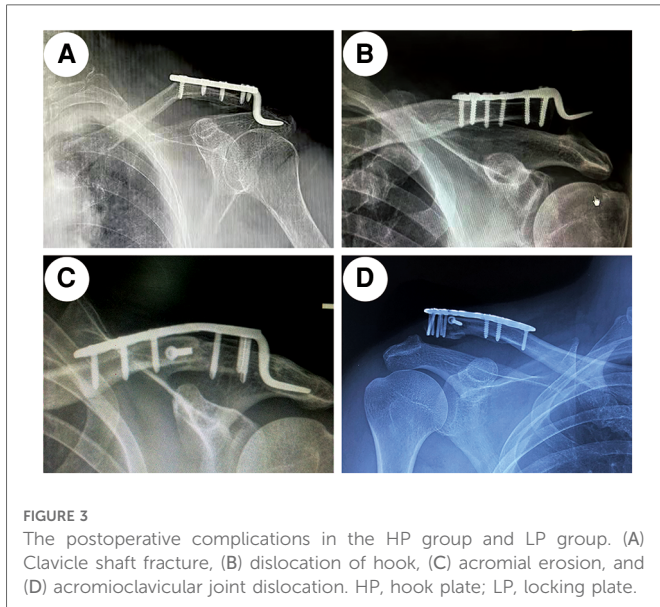 A
B
C
D
FIGURE 3
The postoperative complications in the HP group and LP group. (A)
Clavicle shaft fracture, (B) dislocation of hook, (C) acromial erosion, and
(D) acromioclavicular joint dislocation. HP, hook plate; LP, locking plate.